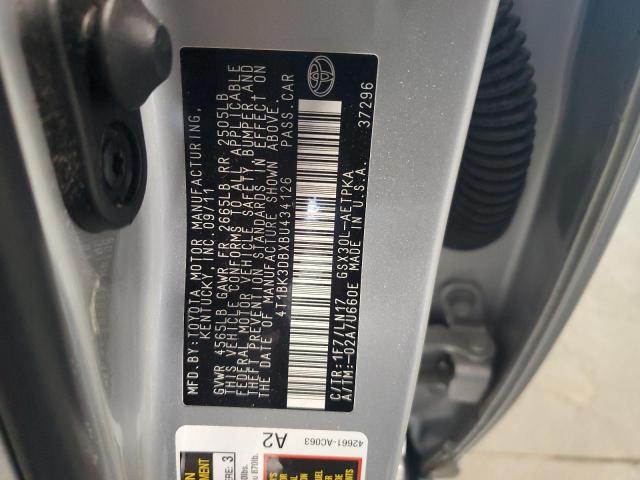 MFD.BY:TOYOTA MOTOR MANUFACTURING,
KENTUCKY, INC. 09/11
GVWR 4565LB GAWR FR 2665LB RR 2505LB
THIS VEHICLE CONFORMS TO ALL APPLICABLE
FEDERAL MOTOR VEHICLE SAFETY, BUMPER, AND
THEFT PREVENTION STANDARDS IN EFFECT ON
THE DATE OF MANUFACTURE SHOWN ABOVE.
4T1BK3DBXBU434126 PASS.CAR
C/TR:1F7/LN17 GSX30L-AETPKA
A/TM:-02A/U660E MADE IN U.S.A. 37296
42661-AC063
A2